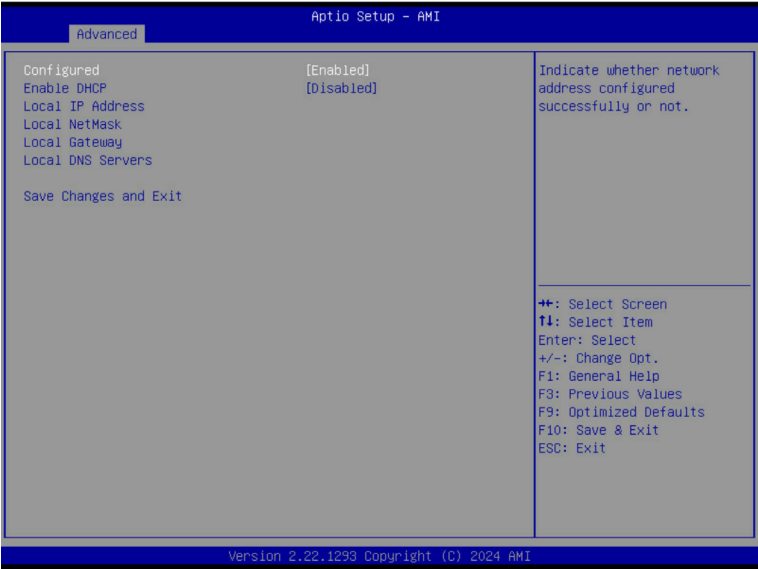 Aptio Setup – AMI
Advanced
Configured [Enabled]
Enable DHCP [Disabled]
Local IP Address
Local NetMask
Local Gateway
Local DNS Servers
Save Changes and Exit
Indicate whether network
address configured
successfully or not.
→←: Select Screen
↑↓: Select Item
Enter: Select
+/-: Change Opt.
F1: General Help
F3: Previous Values
F9: Optimized Defaults
F10: Save & Exit
ESC: Exit
Version 2.22.1293 Copyright (C) 2024 AMI